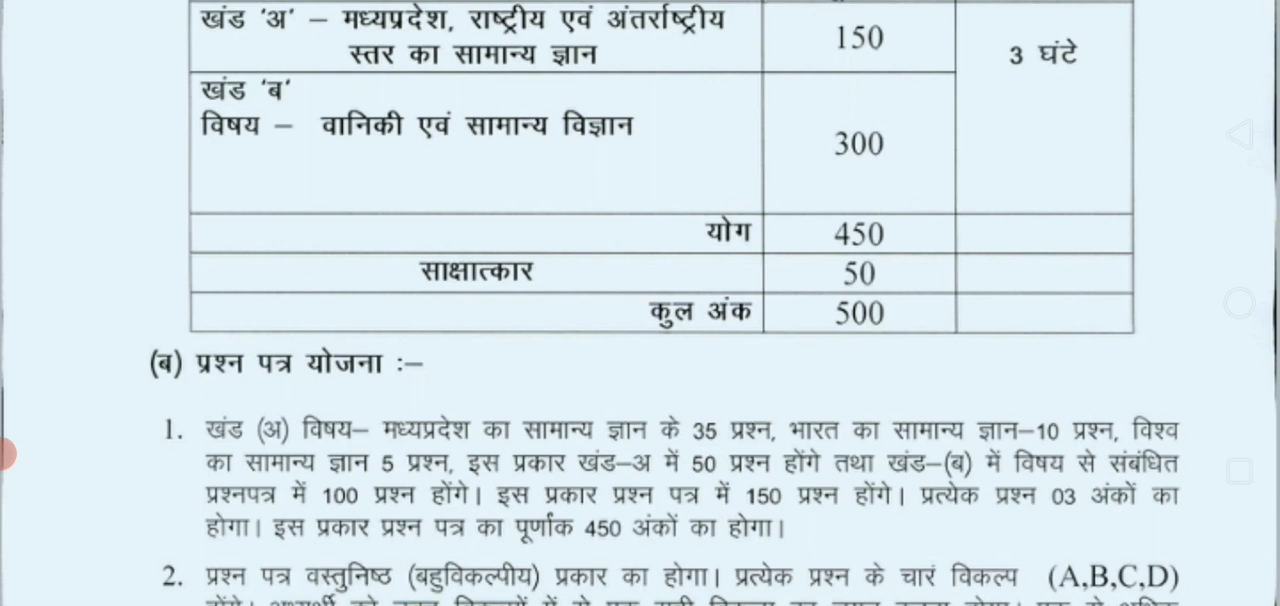 खंड 'अ' – मध्यप्रदेश, राष्ट्रीय एवं अंतर्राष्ट्रीय
स्तर का सामान्य ज्ञान
150
3 घंटे
खंड 'ब'
विषय – वानिकी एवं सामान्य विज्ञान
300
योग 450
साक्षात्कार 50
कुल अंक 500
(ब) प्रश्न पत्र योजना :–
1. खंड (अ) विषय– मध्यप्रदेश का सामान्य ज्ञान के 35 प्रश्न, भारत का सामान्य ज्ञान–10 प्रश्न, विश्व
का सामान्य ज्ञान 5 प्रश्न, इस प्रकार खंड–अ में 50 प्रश्न होंगे तथा खंड–(ब) में विषय से संबंधित
प्रश्नपत्र में 100 प्रश्न होंगे। इस प्रकार प्रश्न पत्र में 150 प्रश्न होंगे। प्रत्येक प्रश्न 03 अंकों का
होगा। इस प्रकार प्रश्न पत्र का पूर्णांक 450 अंकों का होगा।
2. प्रश्न पत्र वस्तुनिष्ठ (बहुविकल्पीय) प्रकार का होगा। प्रत्येक प्रश्न के चारं विकल्प (A,B,C,D)